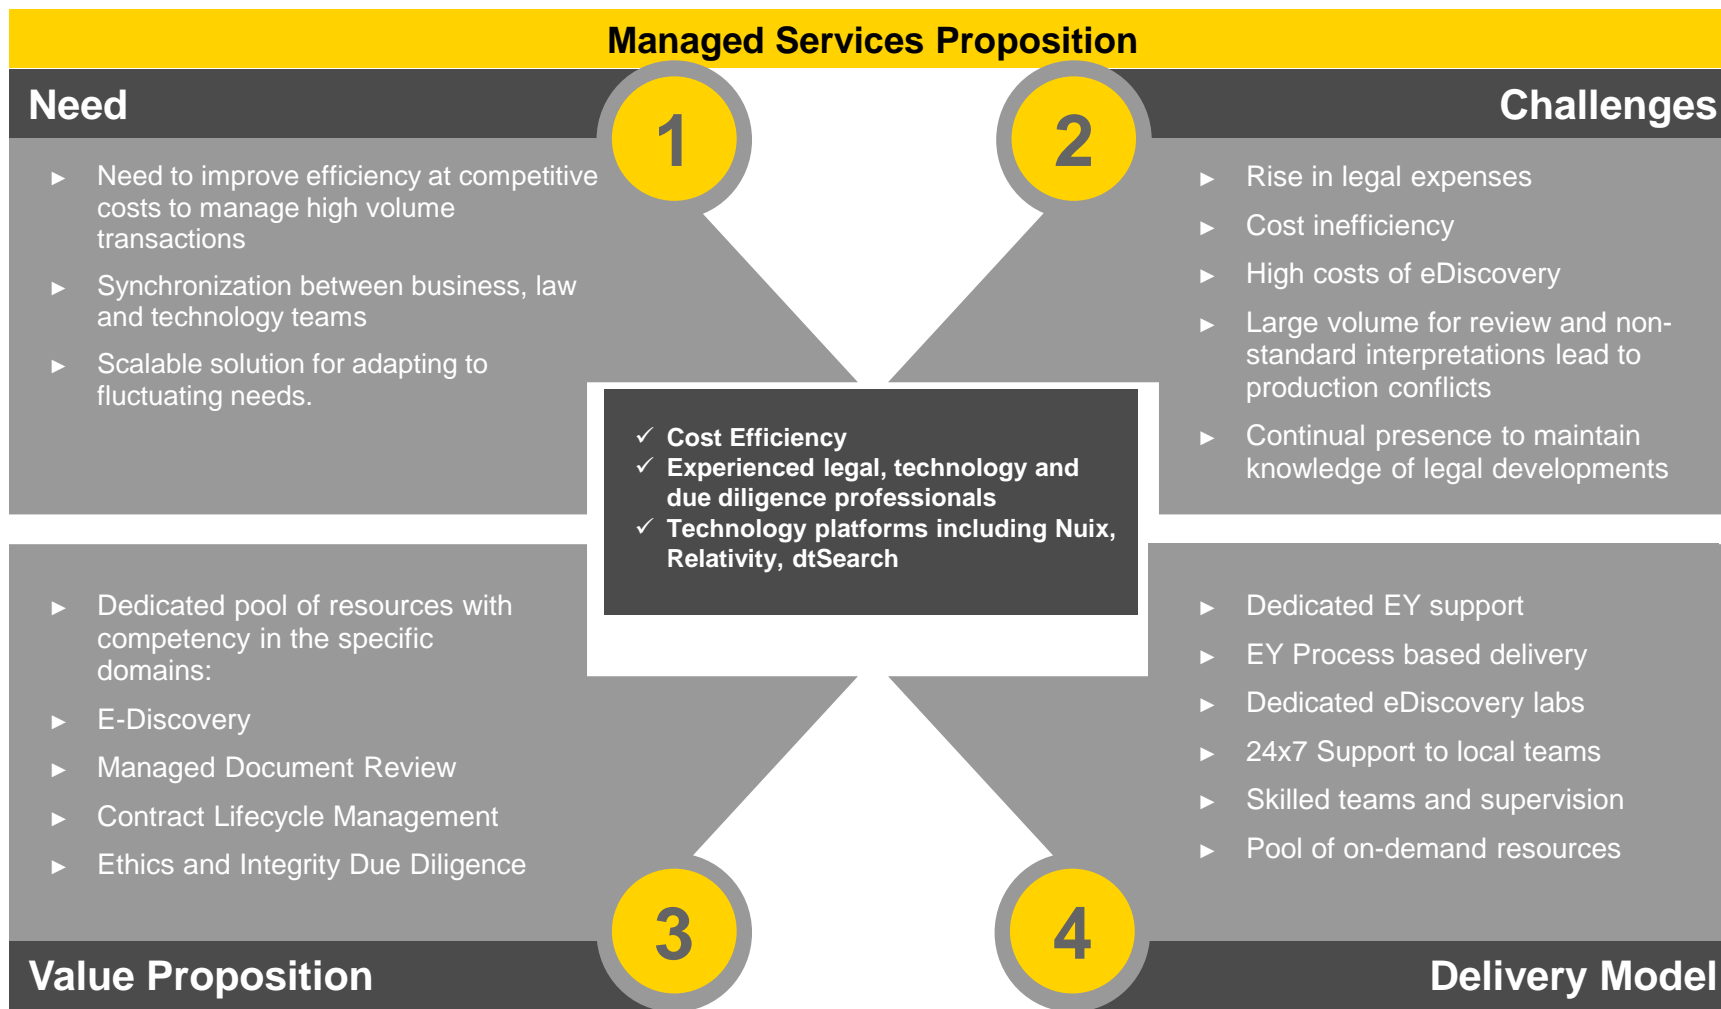 Managed Services Proposition
Need
1
► Need to improve efficiency at competitive
costs to manage high volume
transactions
► Synchronization between business, law
and technology teams
► Scalable solution for adapting to
fluctuating needs.
2
Challenges
► Rise in legal expenses
► Cost inefficiency
► High costs of eDiscovery
► Large volume for review and non-
standard interpretations lead to
production conflicts
► Continual presence to maintain
knowledge of legal developments
✓ Cost Efficiency
✓ Experienced legal, technology and
due diligence professionals
✓ Technology platforms including Nuix,
Relativity, dtSearch
► Dedicated pool of resources with
competency in the specific
domains:
► E-Discovery
► Managed Document Review
► Contract Lifecycle Management
► Ethics and Integrity Due Diligence
3
Value Proposition
► Dedicated EY support
► EY Process based delivery
► Dedicated eDiscovery labs
► 24x7 Support to local teams
► Skilled teams and supervision
► Pool of on-demand resources
4
Delivery Model